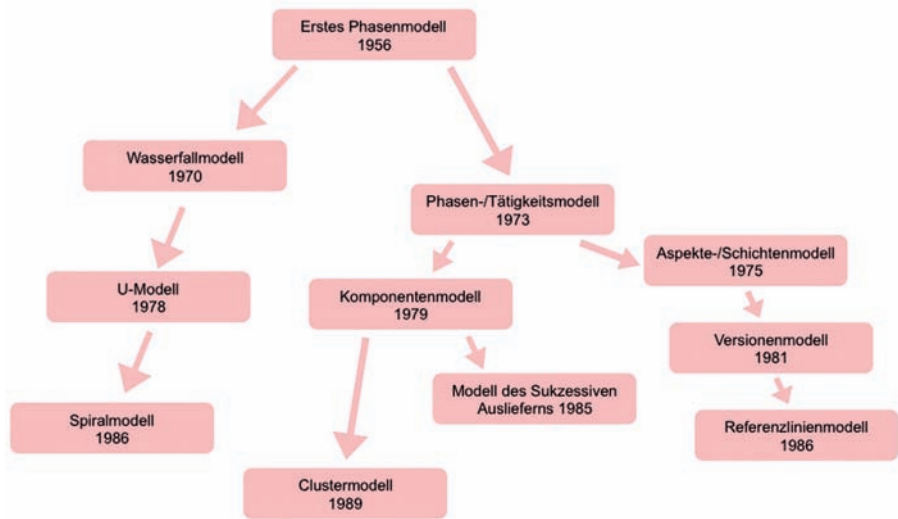 Erstes Phasenmodell
1956
Wasserfallmodell
1970
Phasen-/Tätigkeitsmodell
1973
Aspekte-/Schichtenmodell
1975
U-Modell
1978
Komponentenmodell
1979
Versionenmodell
1981
Modell des Sukzessiven
Auslieferns 1985
Spiralmodell
1986
Referenzlinienmodell
1986
Clustermodell
1989